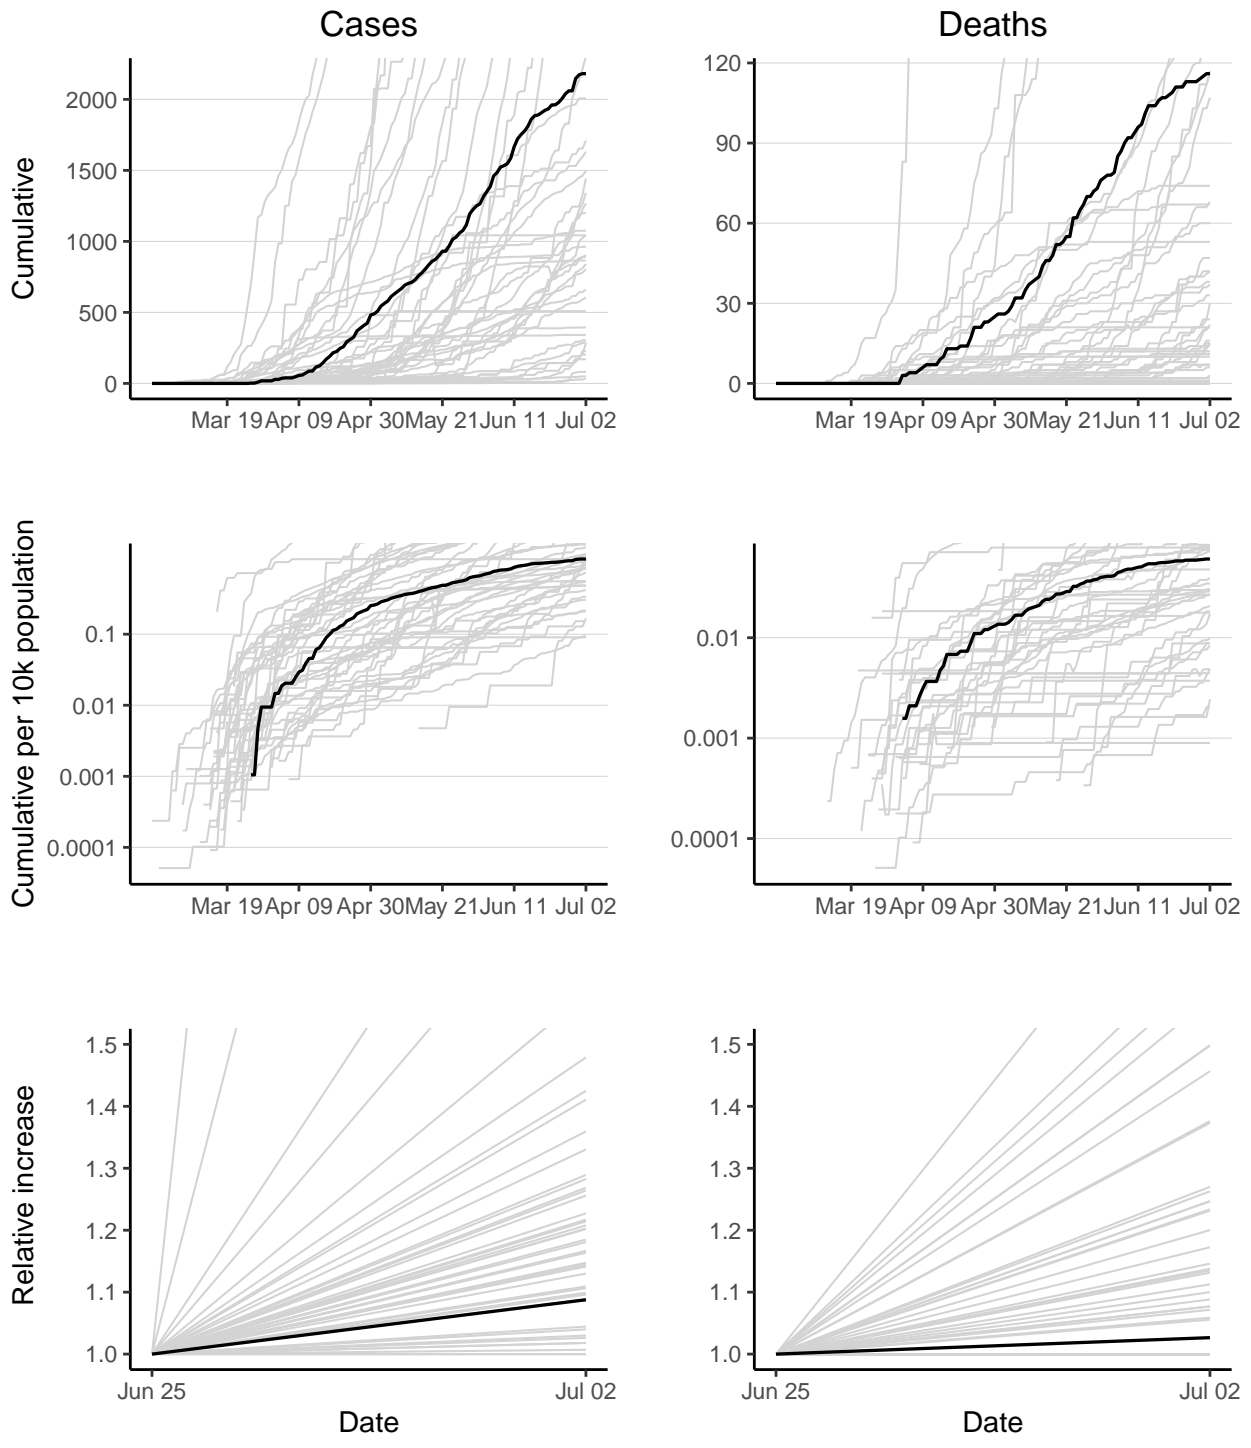 Cases
Deaths
Cumulative
2000
1500
1000
500
0
Mar 19 Apr 09 Apr 30 May 21 Jun 11 Jul 02
120
90
60
30
0
Mar 19 Apr 09 Apr 30 May 21 Jun 11 Jul 02
Cumulative per 10k population
0.1
0.01
0.001
0.0001
Mar 19 Apr 09 Apr 30 May 21 Jun 11 Jul 02
0.01
0.001
0.0001
Mar 19 Apr 09 Apr 30 May 21 Jun 11 Jul 02
Relative increase
1.5
1.4
1.3
1.2
1.1
1.0
Jun 25 Jul 02
Date
1.5
1.4
1.3
1.2
1.1
1.0
Jun 25 Jul 02
Date